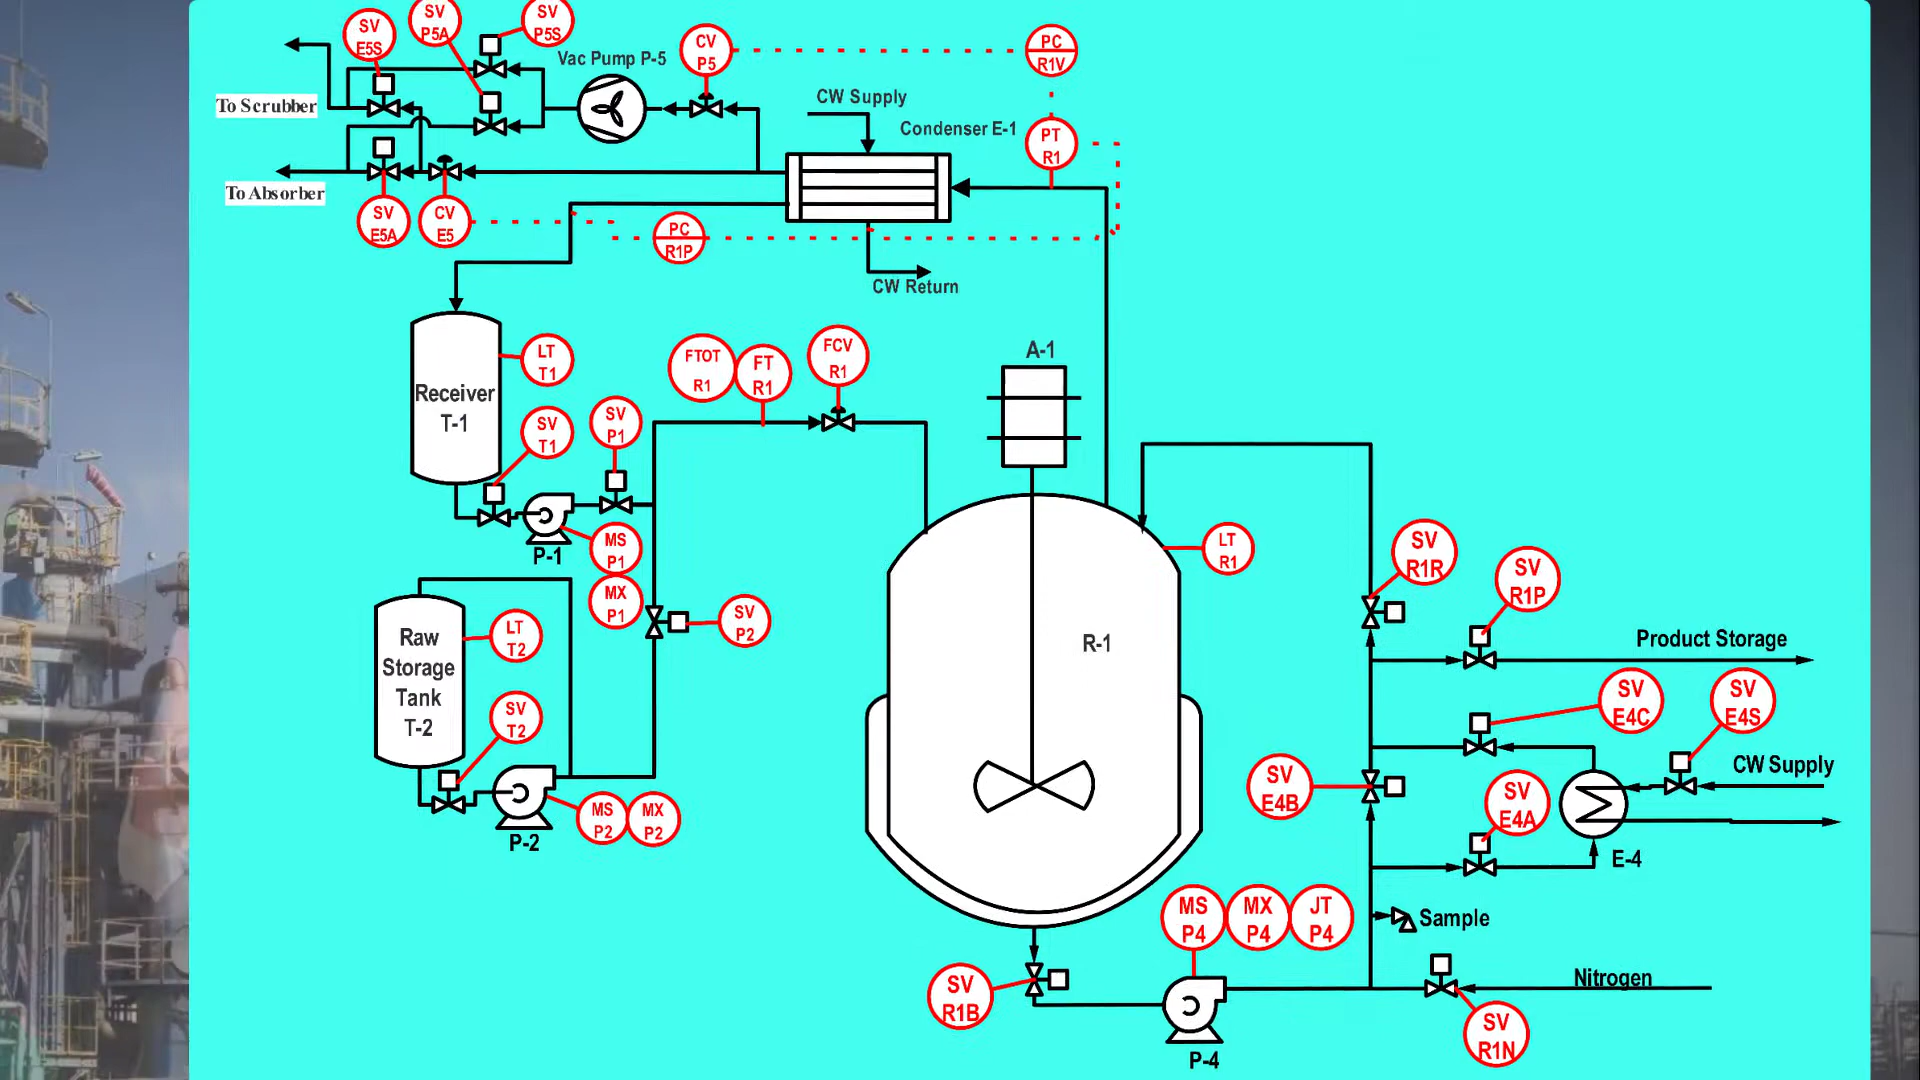 SV
E5S
SV
P5A
SV
P5S
Vac Pump P-5
CV
P5
PC
R1V
To Scrubber
CW Supply
Condenser E-1
PT
R1
To Absorber
SV
E5A
CV
E5
PC
R1P
CW Return
Receiver
T-1
LT
T1
SV
T1
SV
P1
FTOT
R1
FT
R1
FCV
R1
A-1
P-1
MS
P1
MX
P1
LT
R1
SV
R1R
SV
R1P
Raw
Storage
Tank
T-2
LT
T2
SV
P2
R-1
Product Storage
SV
T2
SV
E4C
SV
E4S
CW Supply
SV
E4B
SV
E4A
P-2
MS
P2
MX
P2
E-4
MS
P4
MX
P4
JT
P4
Sample
SV
R1B
Nitrogen
SV
R1N
P-4